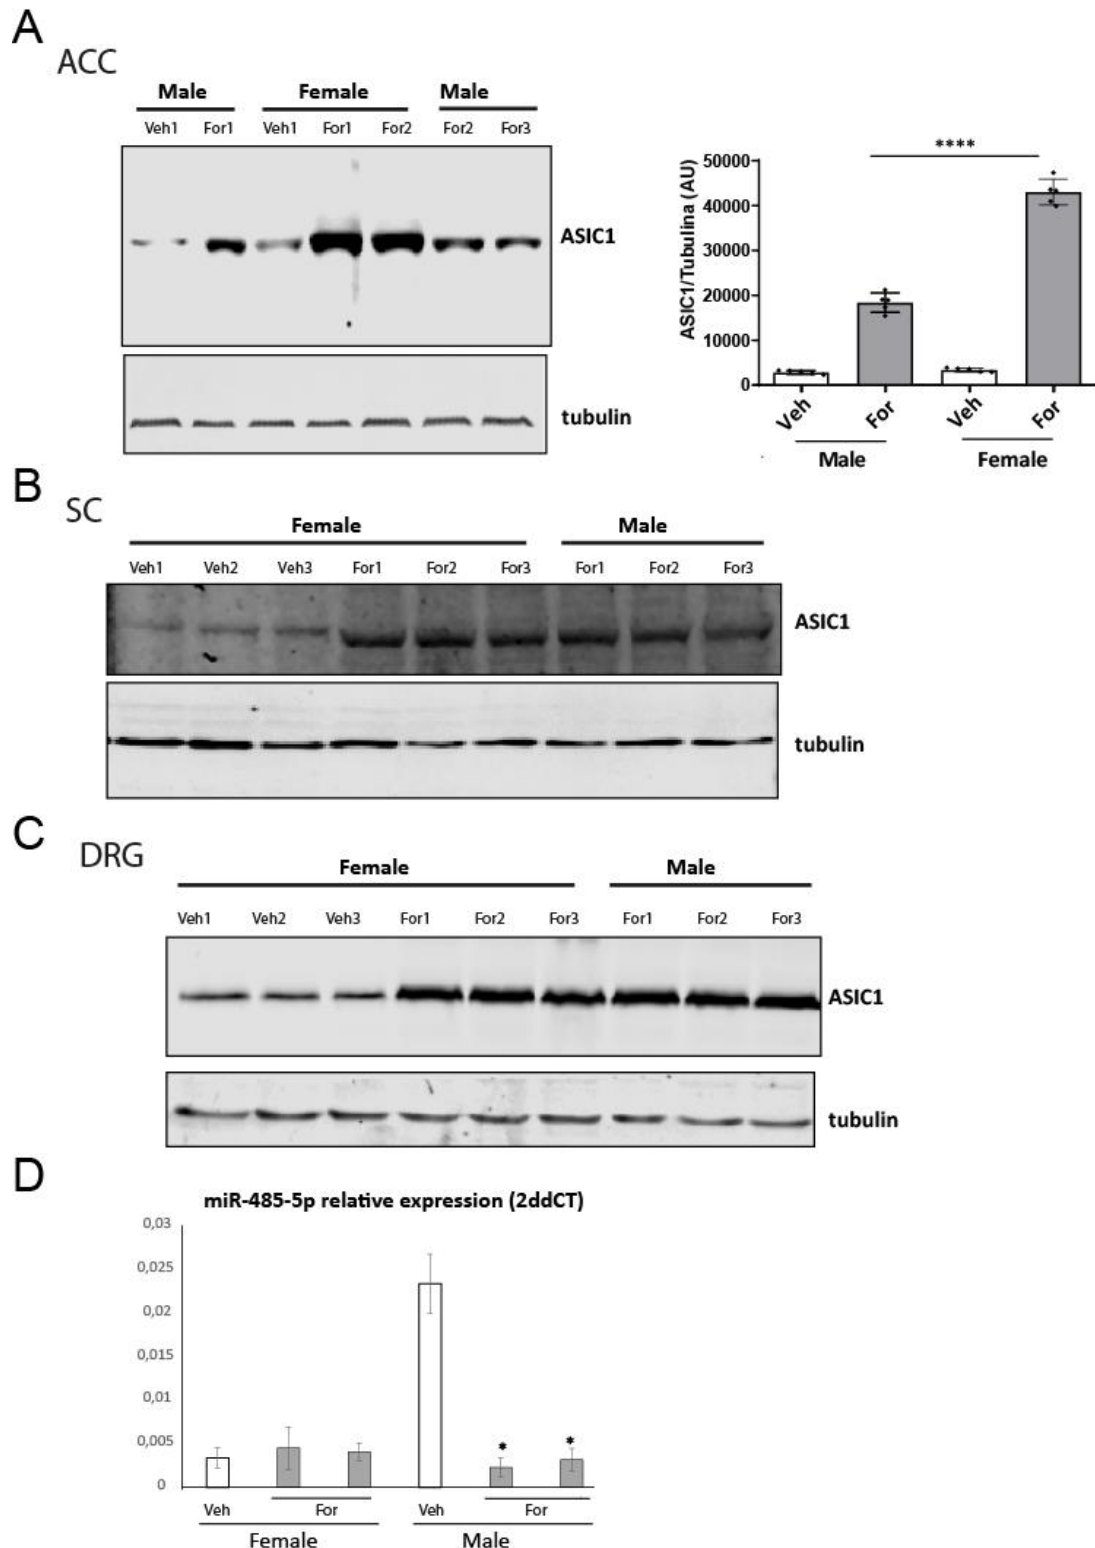 A
ACC
Male Female Male
Veh1 For1 Veh1 For1 For2 For2 For3
ASIC1
tubulin
ASIC1/Tubulina (AU)
****
50000
40000
30000
20000
10000
0
Veh For Veh For
Male Female
B
SC
Female Male
Veh1 Veh2 Veh3 For1 For2 For3 For1 For2 For3
ASIC1
tubulin
C
DRG
Female Male
Veh1 Veh2 Veh3 For1 For2 For3 For1 For2 For3
ASIC1
tubulin
D
miR-485-5p relative expression (2ddCT)
0,03
0,025
0,02
0,015
0,01
0,005
0
* *
Veh For Veh For
Female Male